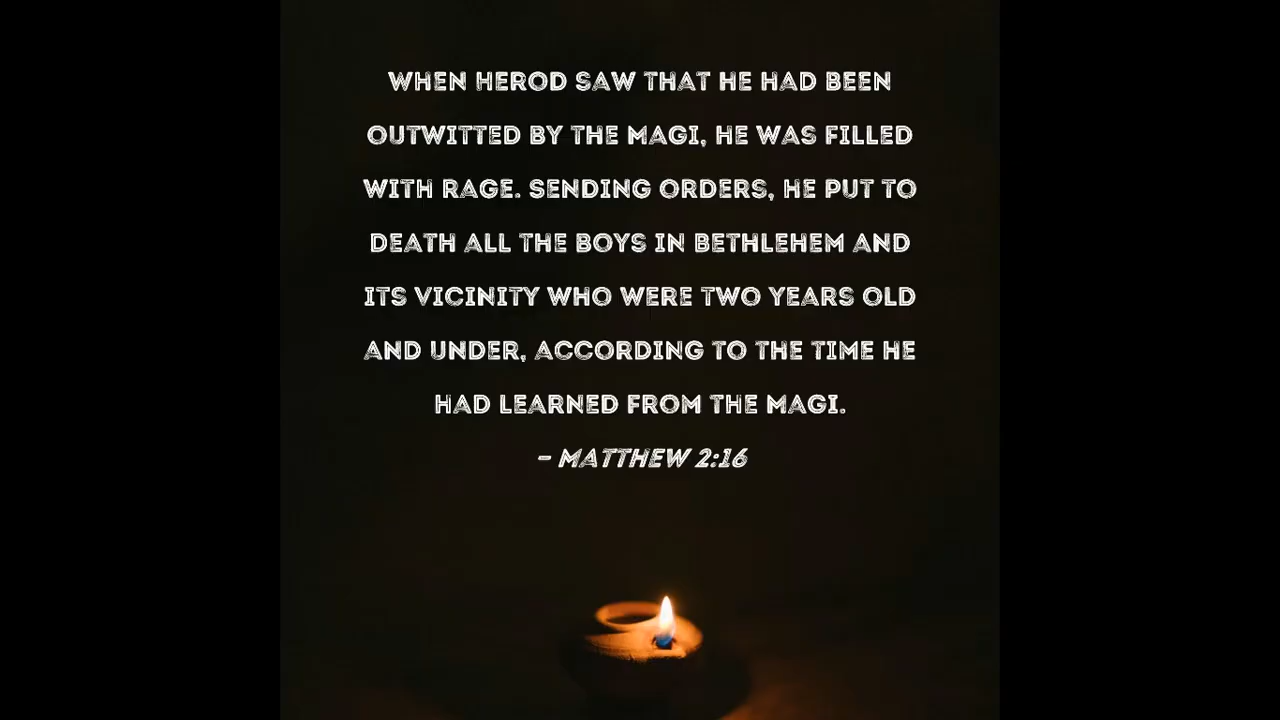 WHEN HEROD SAW THAT HE HAD BEEN
OUTWITTED BY THE MAGI, HE WAS FILLED
WITH RAGE. SENDING ORDERS, HE PUT TO
DEATH ALL THE BOYS IN BETHLEHEM AND
ITS VICINITY WHO WERE TWO YEARS OLD
AND UNDER, ACCORDING TO THE TIME HE
HAD LEARNED FROM THE MAGI.
– MATTHEW 2:16